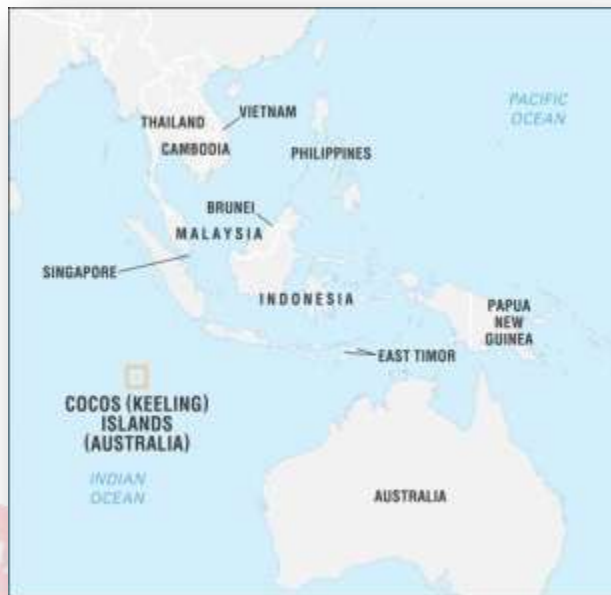 PACIFIC
OCEAN
VIETNAM
THAILAND
CAMBODIA
PHILIPPINES
BRUNEI
MALAYSIA
SINGAPORE
INDONESIA
PAPUA
NEW
GUINEA
EAST TIMOR
COCOS (KEELING)
ISLANDS
(AUSTRALIA)
INDIAN
OCEAN
AUSTRALIA